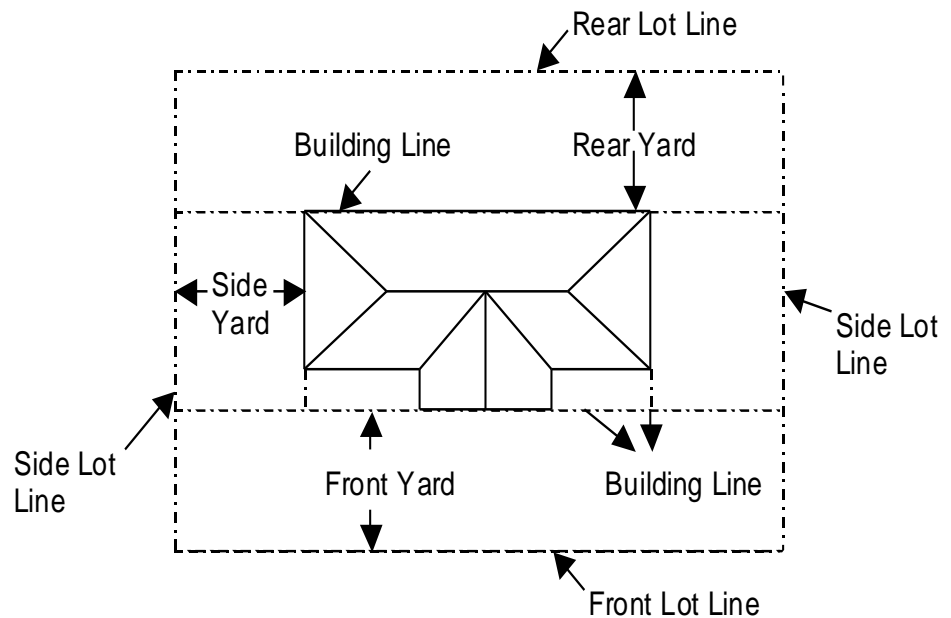 Rear Lot Line
Building Line
Rear Yard
Side
Yard
Side Lot
Line
Side Lot
Line
Front Yard
Building Line
Front Lot Line